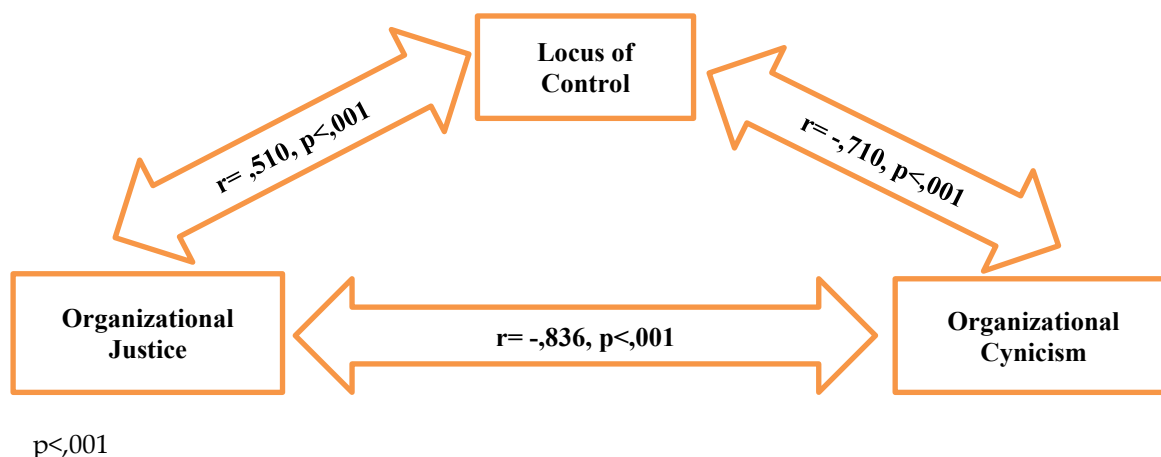 Locus of
Control
r= ,510, p<,001
r= -,710, p<,001
Organizational
Justice
r= -,836, p<,001
Organizational
Cynicism
p<,001